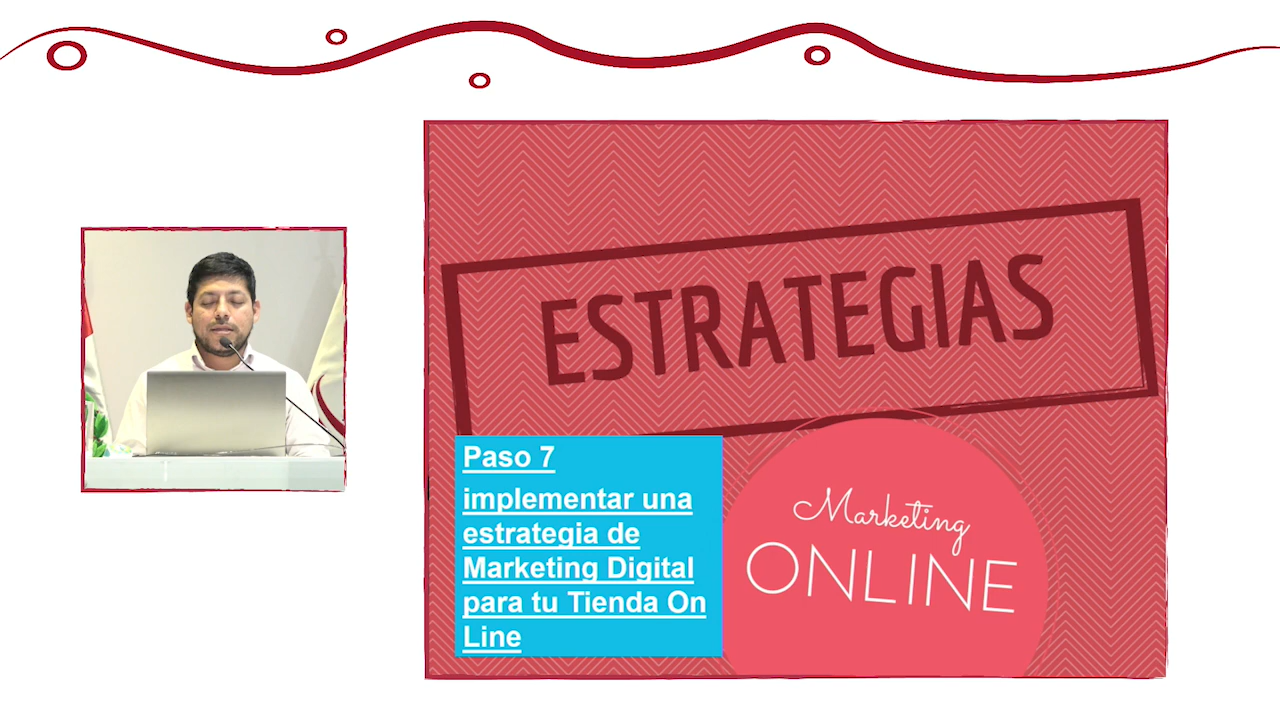 ESTRATEGIAS
Paso 7
implementar una
estrategia de
Marketing Digital
para tu Tienda On
Line
Marketing
ONLINE